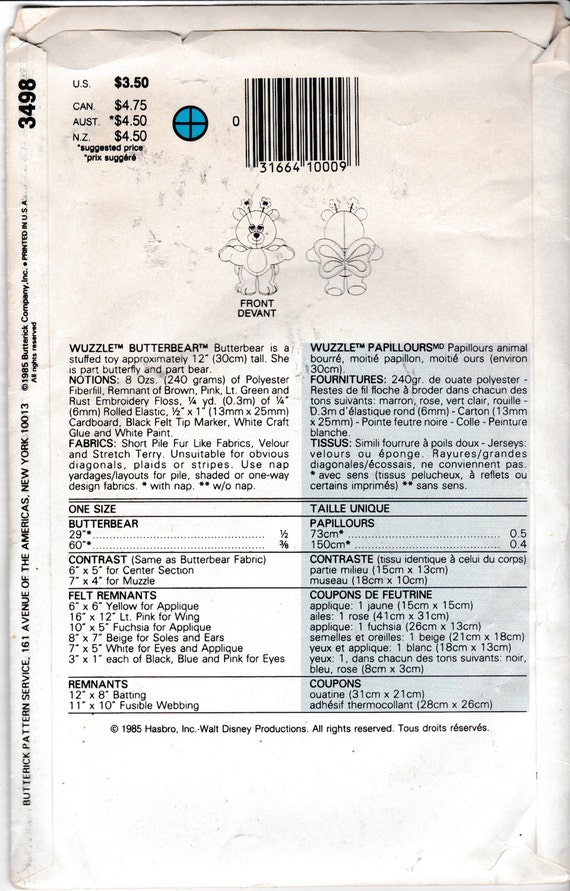 3498
©1985 Butterick Company, Inc. • PRINTED IN U.S.A.
All rights reserved
BUTTERICK PATTERN SERVICE, 161 AVENUE OF THE AMERICAS, NEW YORK, NEW YORK 10013
U.S. $3.50
CAN. $4.75
AUST. *$4.50
N.Z. $4.50
*suggested price
*prix suggéré
0
31664 10009
FRONT
DEVANT
WUZZLE™ BUTTERBEAR™ Butterbear is a
stuffed toy approximately 12" (30cm) tall. She
is part butterfly and part bear.
NOTIONS: 8 Ozs. (240 grams) of Polyester
Fiberfill, Remnant of Brown, Pink, Lt. Green and
Rust Embroidery Floss, ¼ yd. (0.3m) of ¼"
(6mm) Rolled Elastic, ½" x 1" (13mm x 25mm)
Cardboard, Black Felt Tip Marker, White Craft
Glue and White Paint.
FABRICS: Short Pile Fur Like Fabrics, Velour
and Stretch Terry. Unsuitable for obvious
diagonals, plaids or stripes. Use nap
yardages/layouts for pile, shaded or one-way
design fabrics. * with nap. ** w/o nap.
WUZZLE™ PAPILLOURS MD Papillours animal
bourré, moitié papillon, moitié ours (environ
30cm).
FOURNITURES: 240gr. de ouate polyester -
Restes de fil floche à broder dans chacun des
tons suivants: marron, rose, vert clair, rouille -
0.3m d'élastique rond (6mm) - Carton (13mm
x 25mm) - Pointe feutre noire - Colle - Peinture
blanche.
TISSUS: Simili fourrure à poils doux - Jerseys:
velours ou éponge. Rayures/grandes
diagonales/écossais, ne conviennent pas.
* avec sens (tissus pelucheux, à reflets ou
certains imprimés) ** sans sens.
ONE SIZE
BUTTERBEAR
29"* ½
60"* ⅜
CONTRAST (Same as Butterbear Fabric)
6" x 5" for Center Section
7" x 4" for Muzzle
FELT REMNANTS
6" x 6" Yellow for Applique
16" x 12" Lt. Pink for Wing
10" x 5" Fuchsia for Applique
8" x 7" Beige for Soles and Ears
7" x 5" White for Eyes and Applique
3" x 1" each of Black, Blue and Pink for Eyes
REMNANTS
12" x 8" Batting
11" x 10" Fusible Webbing
TAILLE UNIQUE
PAPILLOURS
73cm* 0.5
150cm* 0.4
CONTRASTE (tissu identique à celui du corps)
partie milieu (15cm x 13cm)
museau (18cm x 10cm)
COUPONS DE FEUTRINE
applique: 1 jaune (15cm x 15cm)
ailes: 1 rose (41cm x 31cm)
applique: 1 fuchsia (26cm x 13cm)
semelles et oreilles: 1 beige (21cm x 18cm)
yeux et applique: 1 blanc (18cm x 13cm)
yeux: 1, dans chacun des tons suivants: noir,
bleu, rose (8cm x 3cm)
COUPONS
ouatine (31cm x 21cm)
adhésif thermocollant (28cm x 26cm)
© 1985 Hasbro, Inc.-Walt Disney Productions. All rights reserved. Tous droits réservés.